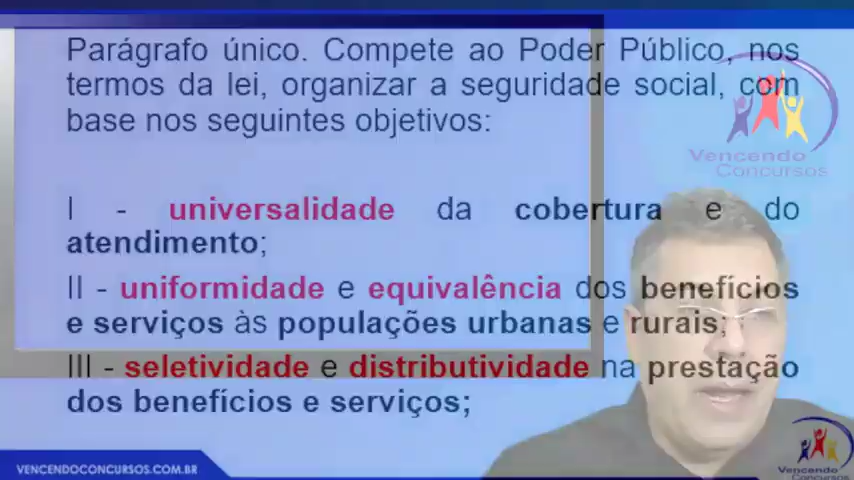 Parágrafo único. Compete ao Poder Público, nos
termos da lei, organizar a seguridade social, com
base nos seguintes objetivos:
I - universalidade da cobertura e do
atendimento;
II - uniformidade e equivalência dos benefícios
e serviços às populações urbanas e rurais;
III - seletividade e distributividade na prestação
dos benefícios e serviços;
Vencendo
Concursos
VENCENDOCONCURSOS.COM.BR
Vencendo
Concursos